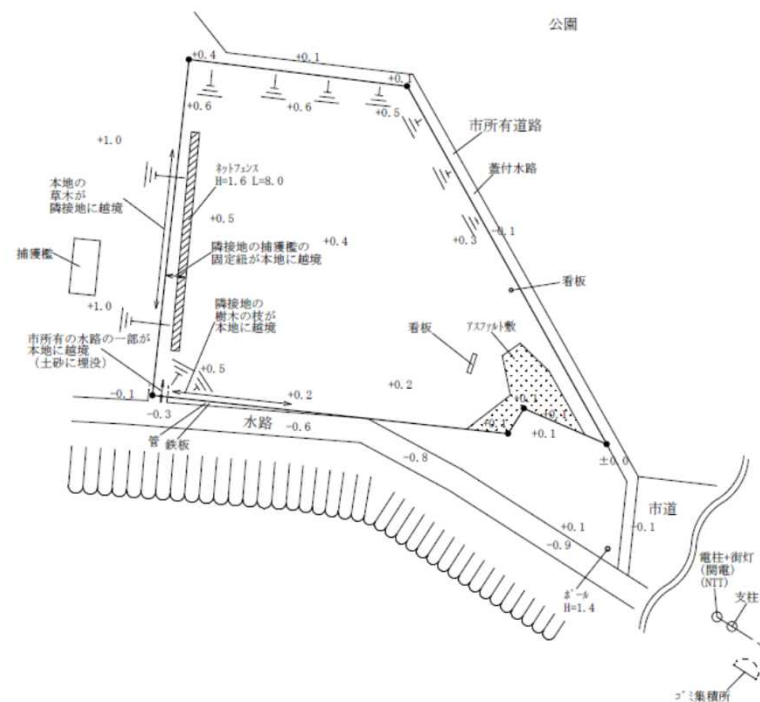 公園
+0.4
+0.1
+0.1
+0.6
+0.6
+0.5
市所有道路
蓋付水路
+1.0
ネットフェンス
H=1.6 L=8.0
本地の
草木が
隣接地に越境
+0.5
+0.4
+0.3
-0.1
捕獲檻
隣接地の捕獲檻の
固定紐が本地に越境
看板
+1.0
隣接地の
樹木の枝が
本地に越境
看板
アスファルト敷
市所有の水路の一部が
本地に越境
(土砂に埋没)
+0.5
+0.2
+0.2
-0.1
-0.3
+0.1
+0.1
水路
-0.6
管
鉄板
-0.8
±0.0
市道
+0.1
-0.1
-0.9
ポール
H=1.4
電柱+街灯
(関電)
(NTT)
支柱
ゴミ集積所